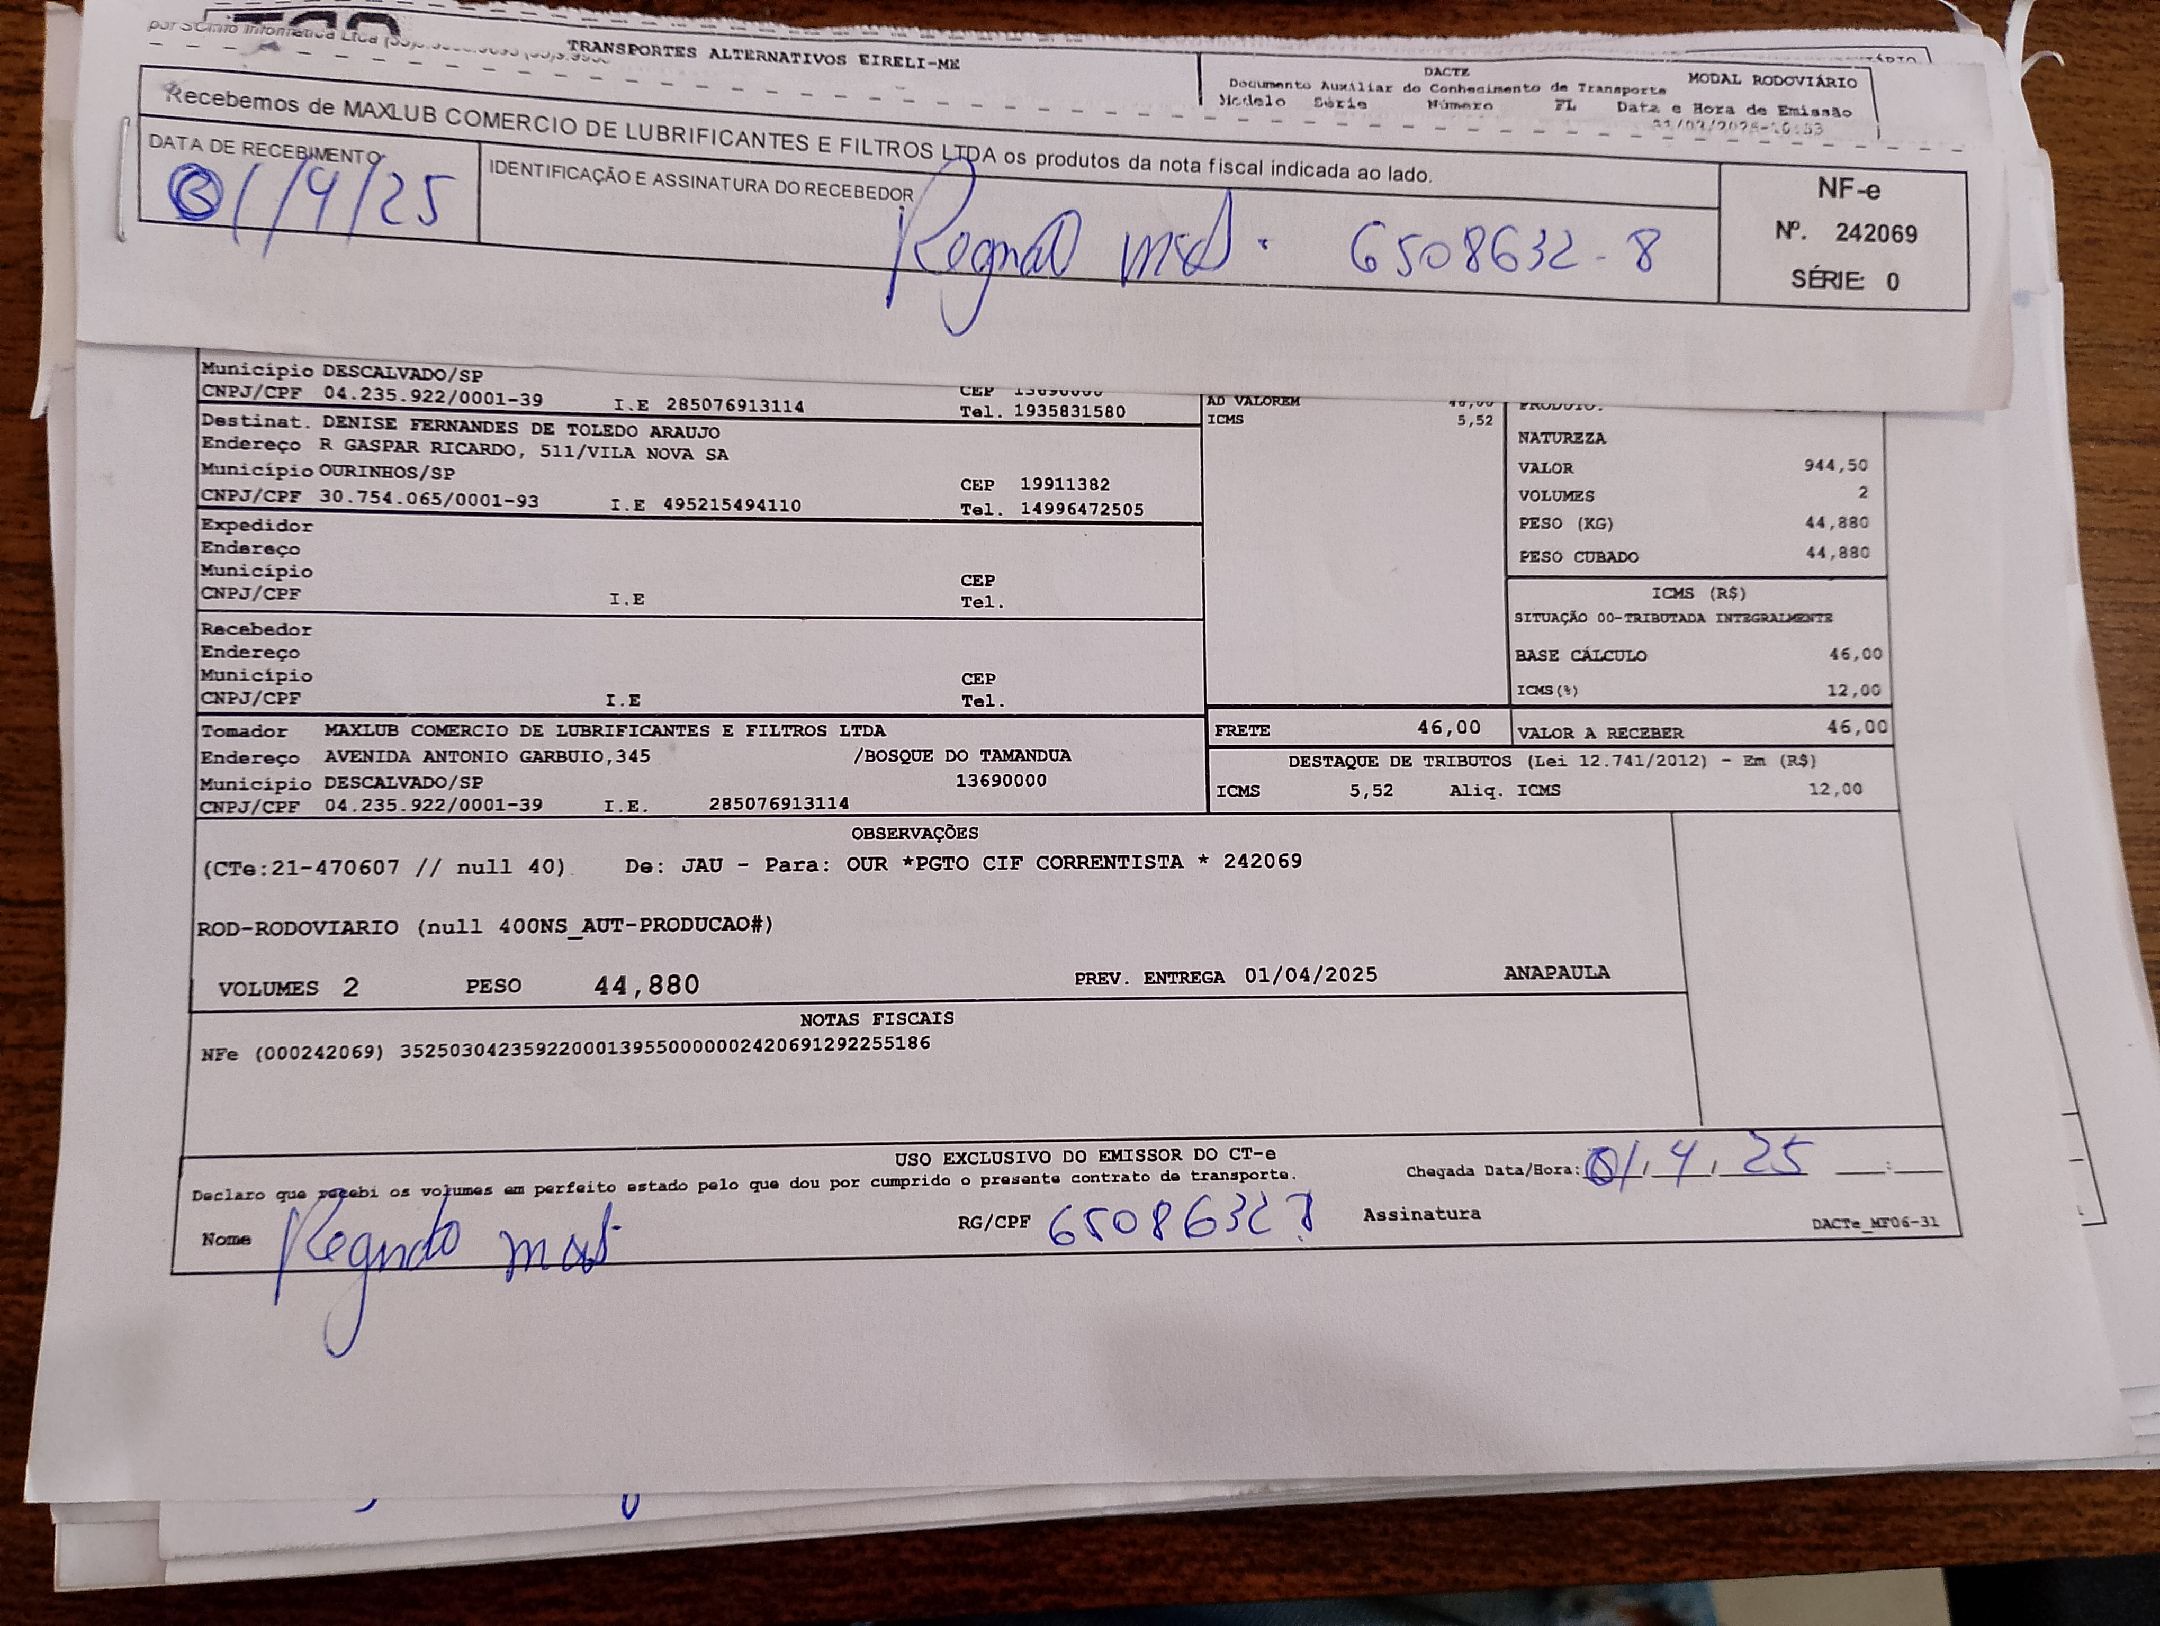 TRANSPORTES ALTERNATIVOS EIRELI-ME
DACTE
MODAL RODOVIÁRIO
Documento Auxiliar do Conhecimento de Transporte
Modelo Série Número FL Data e Hora de Emissão
Recebemos de MAXLUB COMERCIO DE LUBRIFICANTES E FILTROS LTDA os produtos da nota fiscal indicada ao lado.
DATA DE RECEBIMENTO
01/4/25
IDENTIFICAÇÃO E ASSINATURA DO RECEBEDOR
6508632-8
NF-e
Nº. 242069
SÉRIE: 0
Município DESCALVADO/SP
CNPJ/CPF 04.235.922/0001-39 I.E 285076913114
CEP 13690000
Tel. 1935831580
Destinat. DENISE FERNANDES DE TOLEDO ARAUJO
Endereço R GASPAR RICARDO, 511/VILA NOVA SA
Município OURINHOS/SP CEP 19911382
CNPJ/CPF 30.754.065/0001-93 I.E 495215494110 Tel. 14996472505
Expedidor
Endereço
Município CEP
CNPJ/CPF I.E Tel.
Recebedor
Endereço
Município CEP
CNPJ/CPF I.E Tel.
Tomador MAXLUB COMERCIO DE LUBRIFICANTES E FILTROS LTDA
Endereço AVENIDA ANTONIO GARBUIO,345 /BOSQUE DO TAMANDUA
Município DESCALVADO/SP 13690000
CNPJ/CPF 04.235.922/0001-39 I.E. 285076913114
AD VALOREM 46,00
ICMS 5,52
PRODUTO.
NATUREZA
VALOR 944,50
VOLUMES 2
PESO (KG) 44,880
PESO CUBADO 44,880
ICMS (R$)
SITUAÇÃO 00-TRIBUTADA INTEGRALMENTE
BASE CÁLCULO 46,00
ICMS(%) 12,00
FRETE 46,00 VALOR A RECEBER 46,00
DESTAQUE DE TRIBUTOS (Lei 12.741/2012) - Em (R$)
ICMS 5,52 Aliq. ICMS 12,00
OBSERVAÇÕES
(CTe:21-470607 // null 40) De: JAU - Para: OUR *PGTO CIF CORRENTISTA * 242069
ROD-RODOVIARIO (null 400NS_AUT-PRODUCAO#)
VOLUMES 2 PESO 44,880 PREV. ENTREGA 01/04/2025 ANAPAULA
NOTAS FISCAIS
NFe (000242069) 35250304235922000139550000002420691292255186
USO EXCLUSIVO DO EMISSOR DO CT-e
Declaro que recebi os volumes em perfeito estado pelo que dou por cumprido o presente contrato de transporte.
Chegada Data/Hora: 01, 4, 25 __:__
Nome
RG/CPF 6508632 Assinatura
DACTe_MF06-31